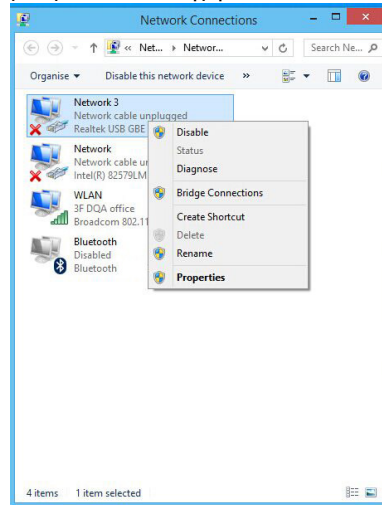 Network Connections
« Net... Networ...
Search Ne...
Organise
Disable this network device
»
Network 3
Network cable unplugged
Realtek USB GBE
Network
Network cable un
Intel(R) 82579LM
WLAN
3F DQA office
Broadcom 802.11
Bluetooth
Disabled
Bluetooth
Disable
Status
Diagnose
Bridge Connections
Create Shortcut
Delete
Rename
Properties
4 items 1 item selected